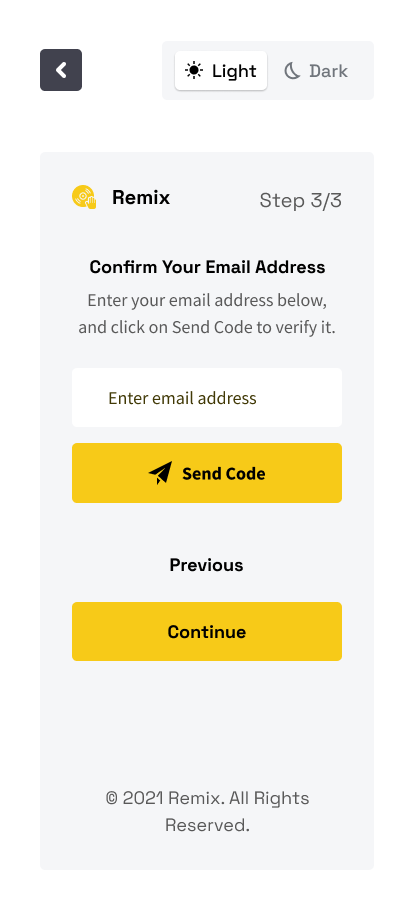 Light
Dark
Remix
Step 3/3
Confirm Your Email Address
Enter your email address below,
and click on Send Code to verify it.
Enter email address
Send Code
Previous
Continue
© 2021 Remix. All Rights
Reserved.